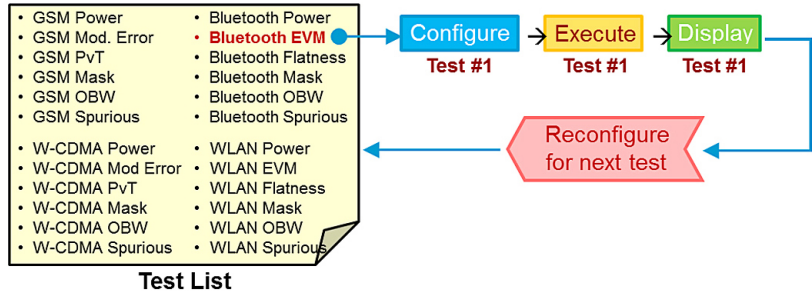 • GSM Power
• GSM Mod. Error
• GSM PvT
• GSM Mask
• GSM OBW
• GSM Spurious
• Bluetooth Power
• Bluetooth EVM
• Bluetooth Flatness
• Bluetooth Mask
• Bluetooth OBW
• Bluetooth Spurious
• W-CDMA Power
• W-CDMA Mod Error
• W-CDMA PvT
• W-CDMA Mask
• W-CDMA OBW
• W-CDMA Spurious
• WLAN Power
• WLAN EVM
• WLAN Flatness
• WLAN Mask
• WLAN OBW
• WLAN Spurious
Test List
Configure
Test #1
Execute
Test #1
Display
Test #1
Reconfigure
for next test